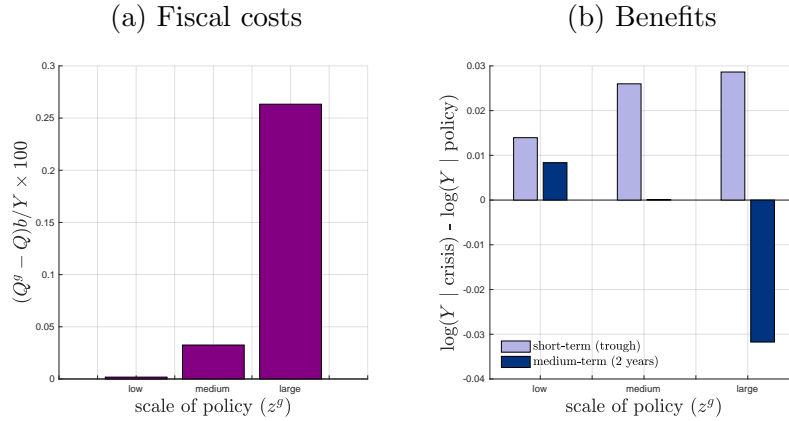 (a) Fiscal costs
(Q^g − Q)b/Y × 100
0.3
0.25
0.2
0.15
0.1
0.05
0
low medium large
scale of policy (z^g)
(b) Benefits
log(Y | crisis) - log(Y | policy)
0.03
0.02
0.01
0
-0.01
-0.02
-0.03
-0.04
short-term (trough)
medium-term (2 years)
low medium large
scale of policy (z^g)